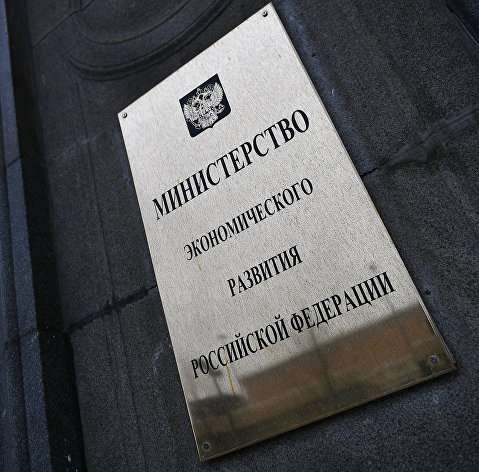 МИНИСТЕРСТВО
ЭКОНОМИЧЕСКОГО
РАЗВИТИЯ
РОССИЙСКОЙ ФЕДЕРАЦИИ